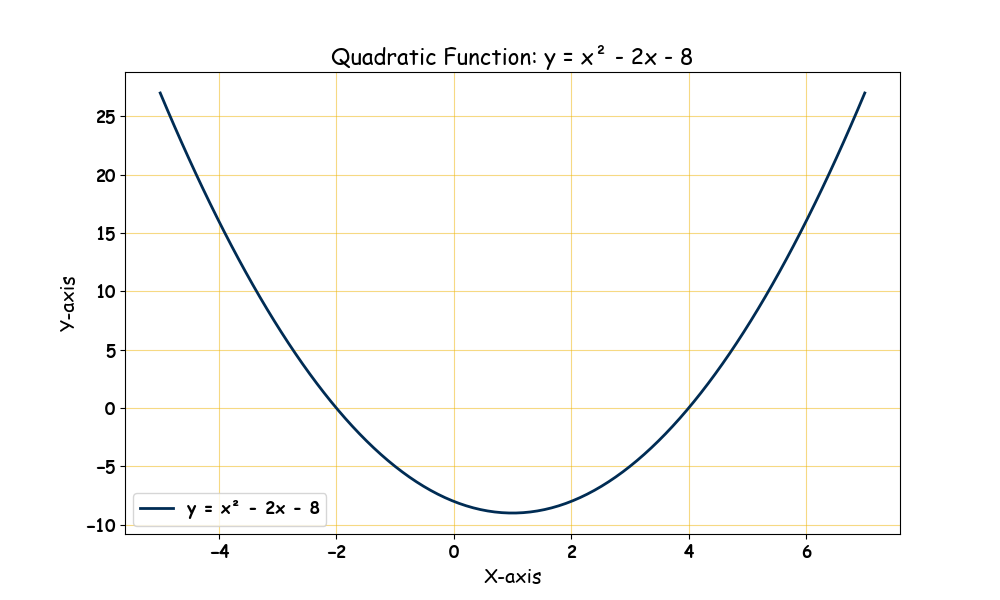 Quadratic Function: y = x² - 2x - 8
25
20
15
10
5
0
−5
−10
Y-axis
y = x² - 2x - 8
−4 −2 0 2 4 6
X-axis